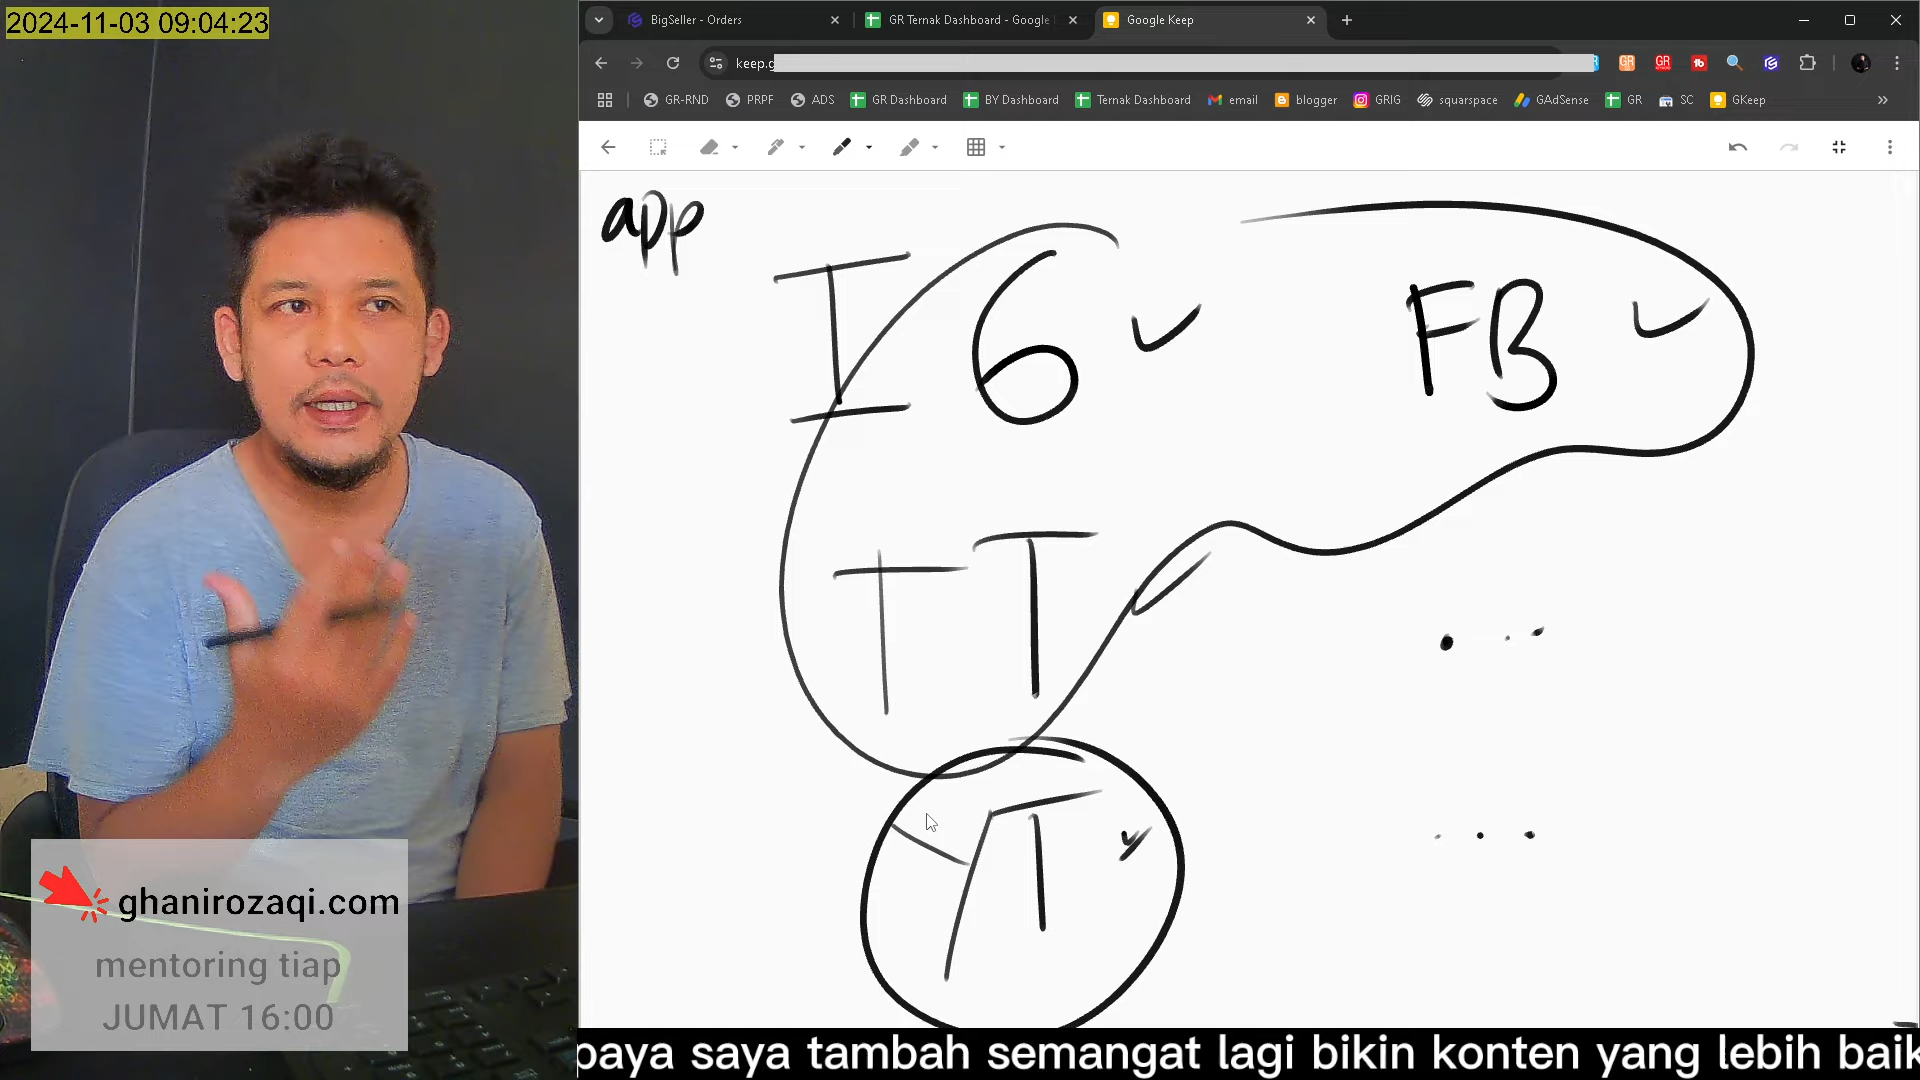 2024-11-03 09:04:23
BigSeller - Orders
GR Ternak Dashboard - Google
Google Keep
keep.g
GR-RND
PRPF
ADS
GR Dashboard
BY Dashboard
Ternak Dashboard
email
blogger
GRIG
squarspace
GAdSense
GR
SC
GKeep
app
IG
FB
TT
YT
ghanirozaqi.com
mentoring tiap
JUMAT 16:00
paya saya tambah semangat lagi bikin konten yang lebih baik